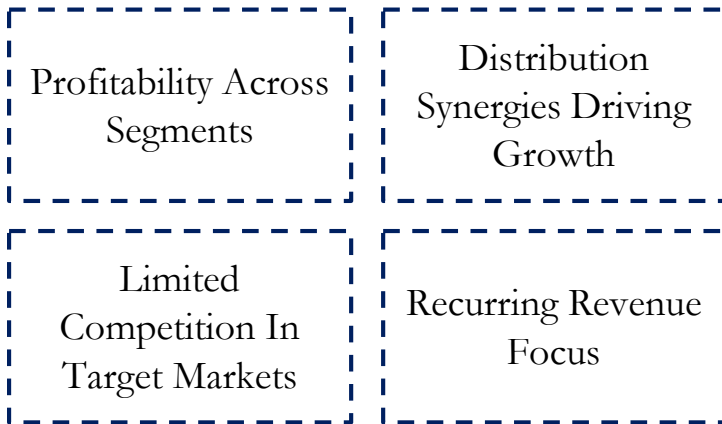 Profitability Across
Segments
Distribution
Synergies Driving
Growth
Limited
Competition In
Target Markets
Recurring Revenue
Focus